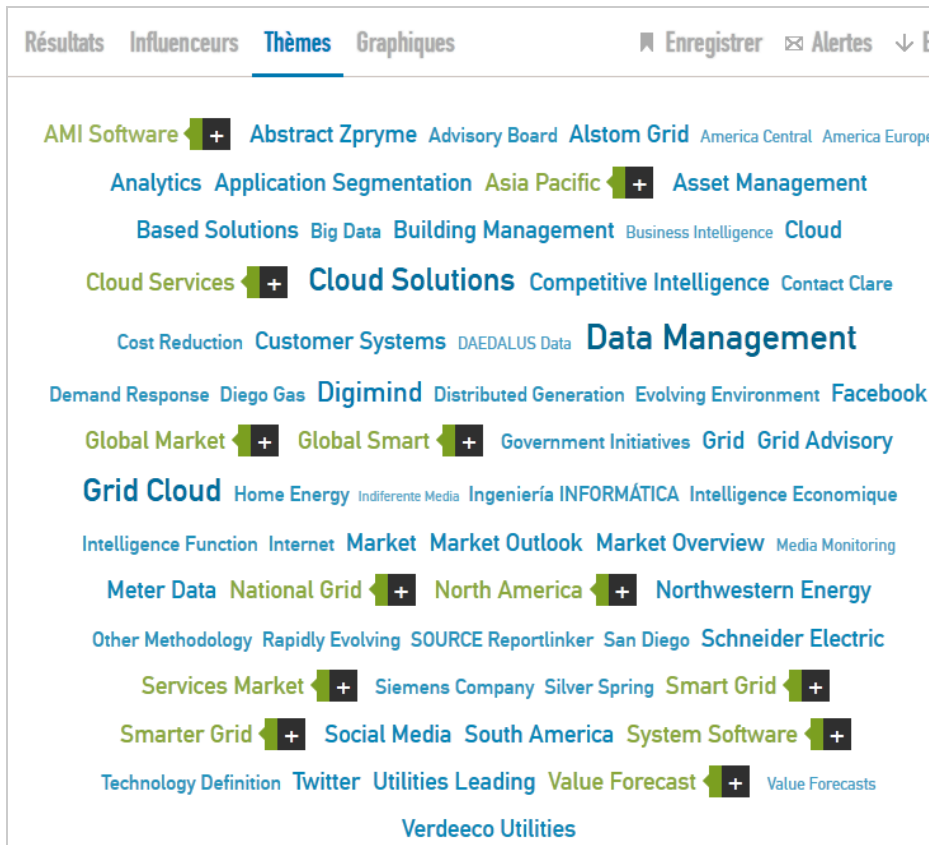 Résultats Influenceurs Thèmes Graphiques Enregistrer Alertes
AMI Software + Abstract Zpryme Advisory Board Alstom Grid America Central America Europe
Analytics Application Segmentation Asia Pacific + Asset Management
Based Solutions Big Data Building Management Business Intelligence Cloud
Cloud Services + Cloud Solutions Competitive Intelligence Contact Clare
Cost Reduction Customer Systems DAEDALUS Data Data Management
Demand Response Diego Gas Digimind Distributed Generation Evolving Environment Facebook
Global Market + Global Smart + Government Initiatives Grid Grid Advisory
Grid Cloud Home Energy Indiferente Media Ingeniería INFORMÁTICA Intelligence Economique
Intelligence Function Internet Market Market Outlook Market Overview Media Monitoring
Meter Data National Grid + North America + Northwestern Energy
Other Methodology Rapidly Evolving SOURCE Reportlinker San Diego Schneider Electric
Services Market + Siemens Company Silver Spring Smart Grid +
Smarter Grid + Social Media South America System Software +
Technology Definition Twitter Utilities Leading Value Forecast + Value Forecasts
Verdeeco Utilities